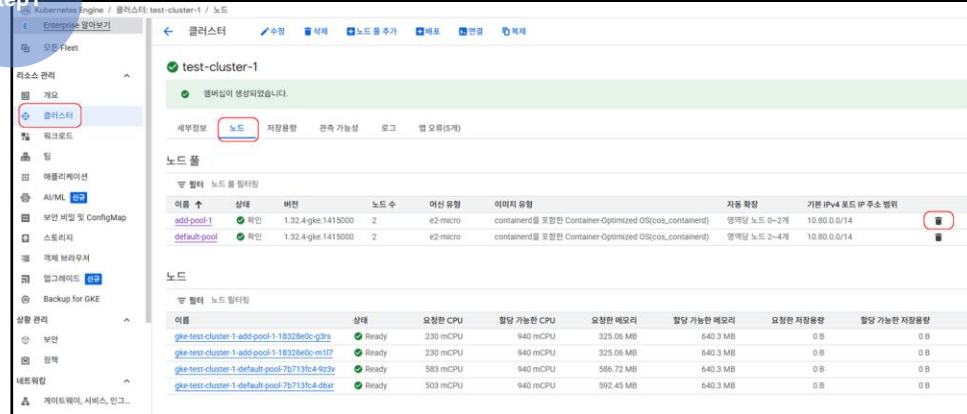 Kubernetes Engine / 클러스터: test-cluster-1 / 노드
E Enterprise 알아보기
모든 Fleet
리소스 관리
개요
클러스터
워크로드
팀
애플리케이션
AI/ML 신규
보안 비밀 및 ConfigMap
스토리지
객체 브라우저
업그레이드 신규
Backup for GKE
상황 관리
보안
정책
네트워킹
게이트웨이, 서비스, 인그...
← 클러스터 수정 삭제 노드 풀 추가 배포 연결 복제
test-cluster-1
멤버십이 생성되었습니다.
세부정보 노드 저장용량 관측 가능성 로그 앱 오류(5개)
노드 풀
필터 노드 풀 필터링
이름 ↑ 상태 버전 노드 수 머신 유형 이미지 유형 자동 확장 기본 IPv4 포드 IP 주소 범위
add-pool-1 확인 1.32.4-gke.1415000 2 e2-micro containerd를 포함한 Container-Optimized OS(cos_containerd) 영역당 노드 0~2개 10.80.0.0/14
default-pool 확인 1.32.4-gke.1415000 2 e2-micro containerd를 포함한 Container-Optimized OS(cos_containerd) 영역당 노드 2~4개 10.80.0.0/14
노드
필터 노드 필터링
이름 상태 요청한 CPU 할당 가능한 CPU 요청한 메모리 할당 가능한 메모리 요청한 저장용량 할당 가능한 저장용량
gke-test-cluster-1-add-pool-1-18328e0c-g3rs Ready 230 mCPU 940 mCPU 325.06 MB 640.3 MB 0 B 0 B
gke-test-cluster-1-add-pool-1-18328e0c-m1l7 Ready 230 mCPU 940 mCPU 325.06 MB 640.3 MB 0 B 0 B
gke-test-cluster-1-default-pool-7b713fc4-9z3v Ready 583 mCPU 940 mCPU 586.72 MB 640.3 MB 0 B 0 B
gke-test-cluster-1-default-pool-7b713fc4-d6xr Ready 503 mCPU 940 mCPU 592.45 MB 640.3 MB 0 B 0 B